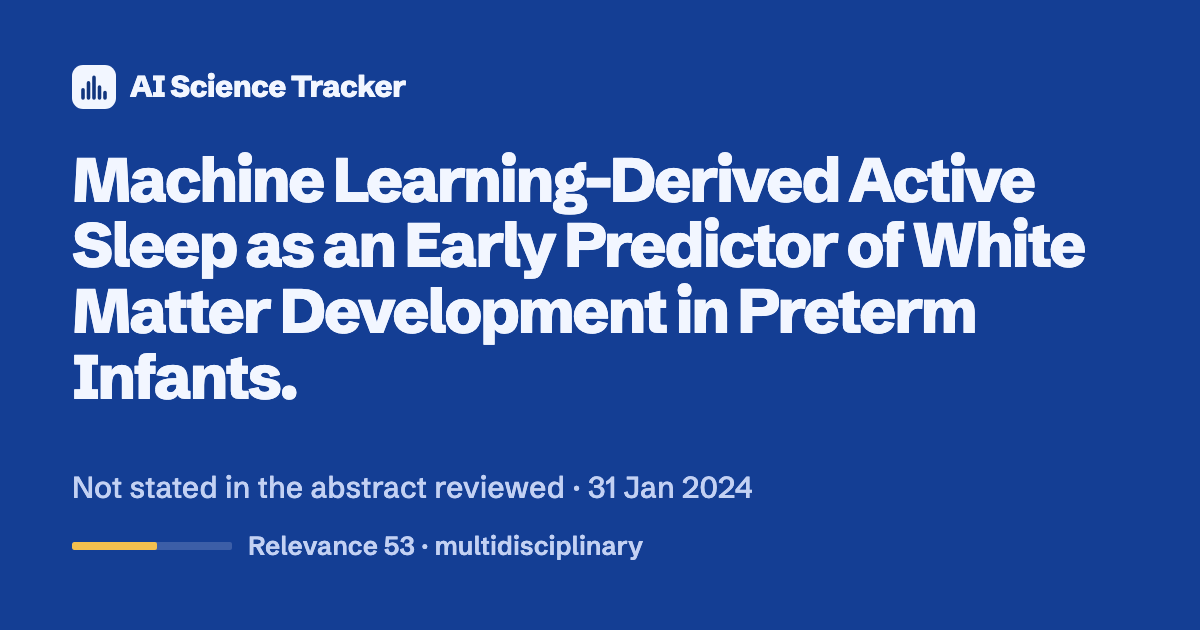 AI Science Tracker
Machine Learning-Derived Active
Sleep as an Early Predictor of White
Matter Development in Preterm
Infants.
Not stated in the abstract reviewed · 31 Jan 2024
Relevance 53 · multidisciplinary